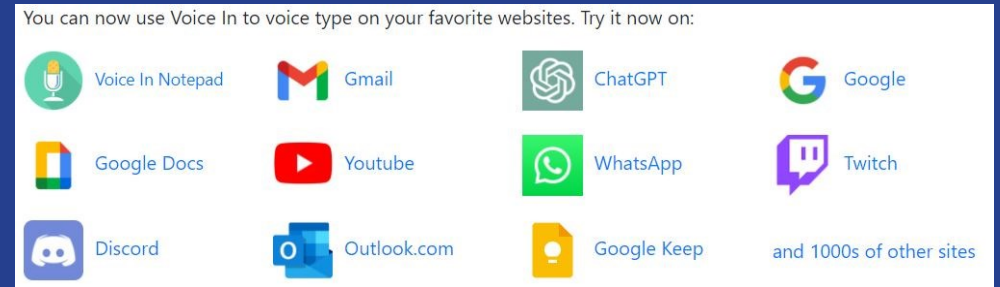 You can now use Voice In to voice type on your favorite websites. Try it now on:
Voice In Notepad Gmail ChatGPT Google
Google Docs Youtube WhatsApp Twitch
Discord Outlook.com Google Keep and 1000s of other sites